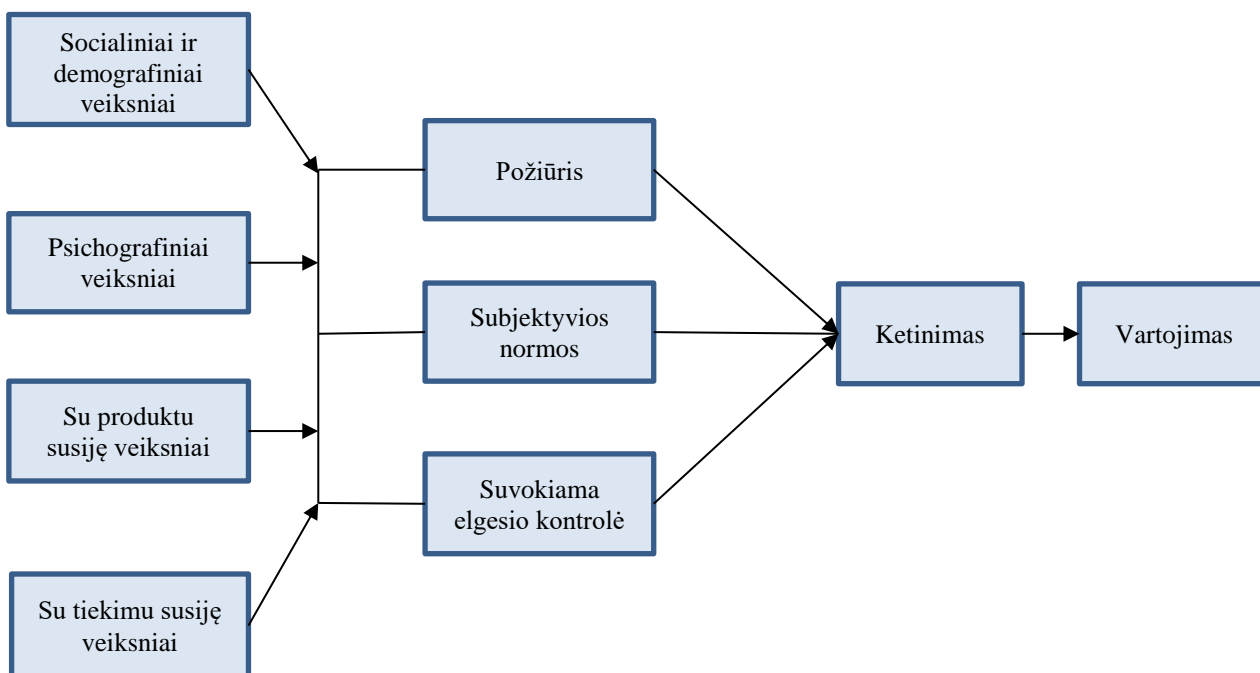 Socialiniai ir
demografiniai
veiksniai
Psichografiniai
veiksniai
Su produktu
susiję veiksniai
Su tiekimu susiję
veiksniai
Požiūris
Subjektyvios
normos
Suvokiama
elgesio kontrolė
Ketinimas
Vartojimas